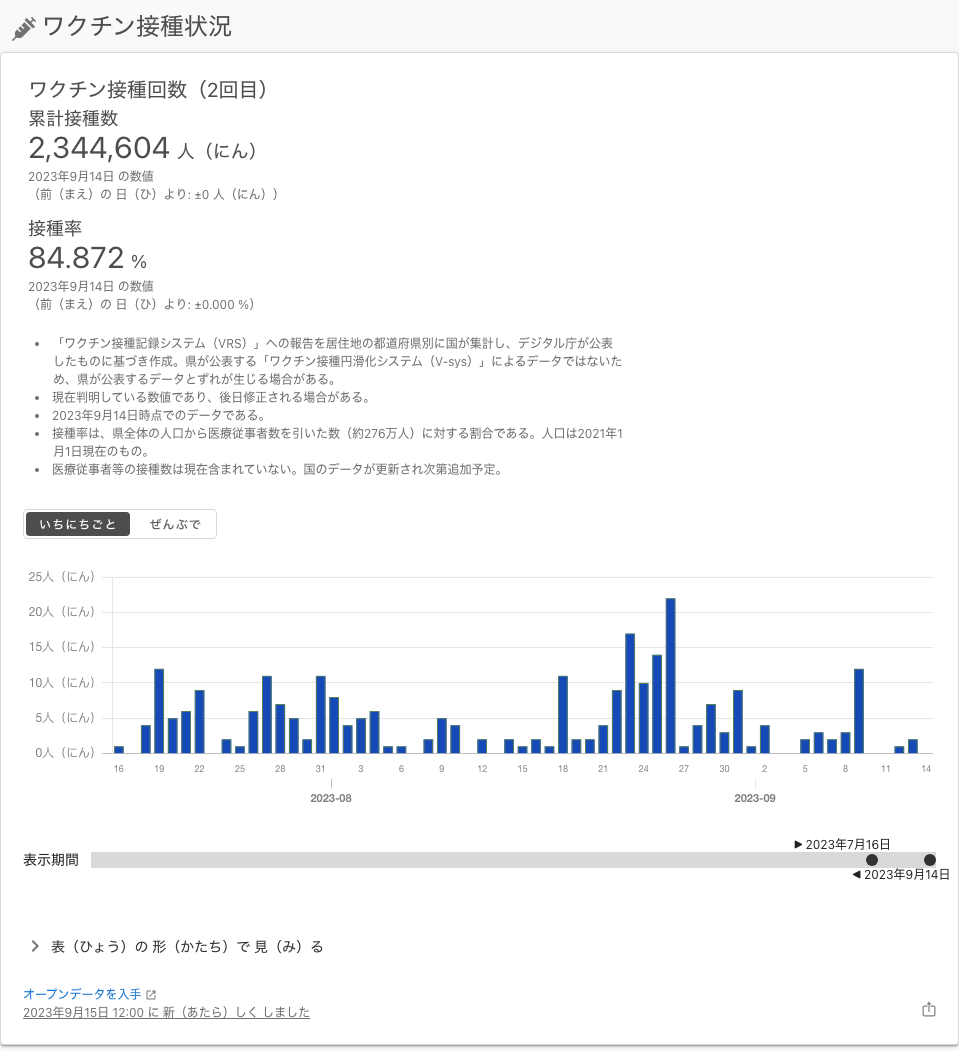 ワクチン接種状況
ワクチン接種回数（2回目）
累計接種数
2,344,604 人（にん）
2023年9月14日 の数値
（前（まえ）の 日（ひ）より: ±0 人（にん））
接種率
84.872 %
2023年9月14日 の数値
（前（まえ）の 日（ひ）より: ±0.000 %）
• 「ワクチン接種記録システム（VRS）」への報告を居住地の都道府県別に国が集計し、デジタル庁が公表
したものに基づき作成。県が公表する「ワクチン接種円滑化システム（V-sys）」によるデータではないた
め、県が公表するデータとずれが生じる場合がある。
• 現在判明している数値であり、後日修正される場合がある。
• 2023年9月14日時点でのデータである。
• 接種率は、県全体の人口から医療従事者数を引いた数（約276万人）に対する割合である。人口は2021年1
月1日現在のもの。
• 医療従事者等の接種数は現在含まれていない。国のデータが更新され次第追加予定。
いちにちごと ぜんぶで
25人（にん）
20人（にん）
15人（にん）
10人（にん）
5人（にん）
0人（にん）
16 19 22 25 28 31 3 6 9 12 15 18 21 24 27 30 2 5 8 11 14
2023-08 2023-09
▶ 2023年7月16日
表示期間
◀ 2023年9月14日
表（ひょう）の 形（かたち）で 見（み）る
オープンデータを入手
2023年9月15日 12:00 に 新（あたら）しく しました